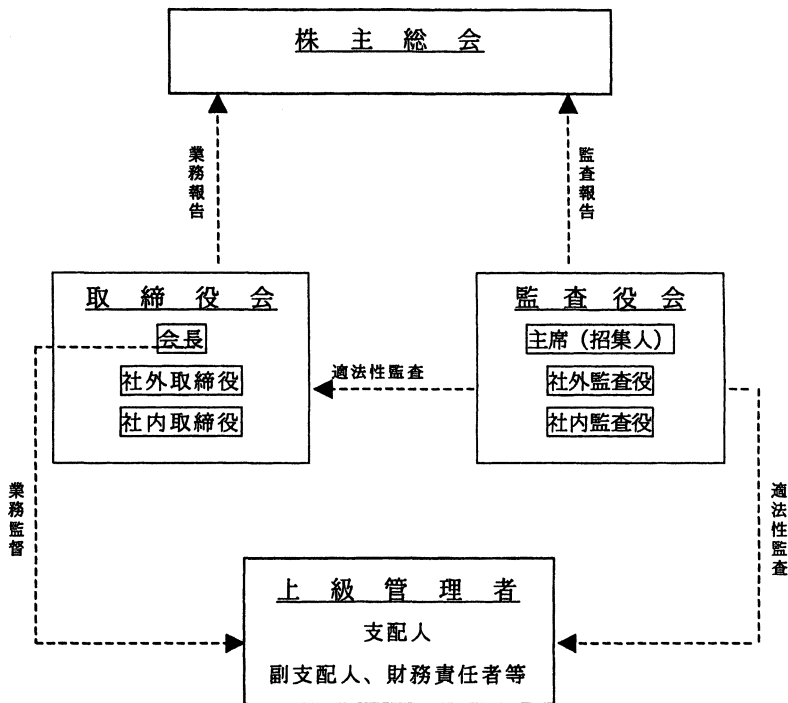 株主総会
業務報告
監査報告
取締役会
会長
社外取締役
社内取締役
適法性監査
監査役会
主席（招集人）
社外監査役
社内監査役
業務監督
適法性監査
上級管理者
支配人
副支配人、財務責任者等